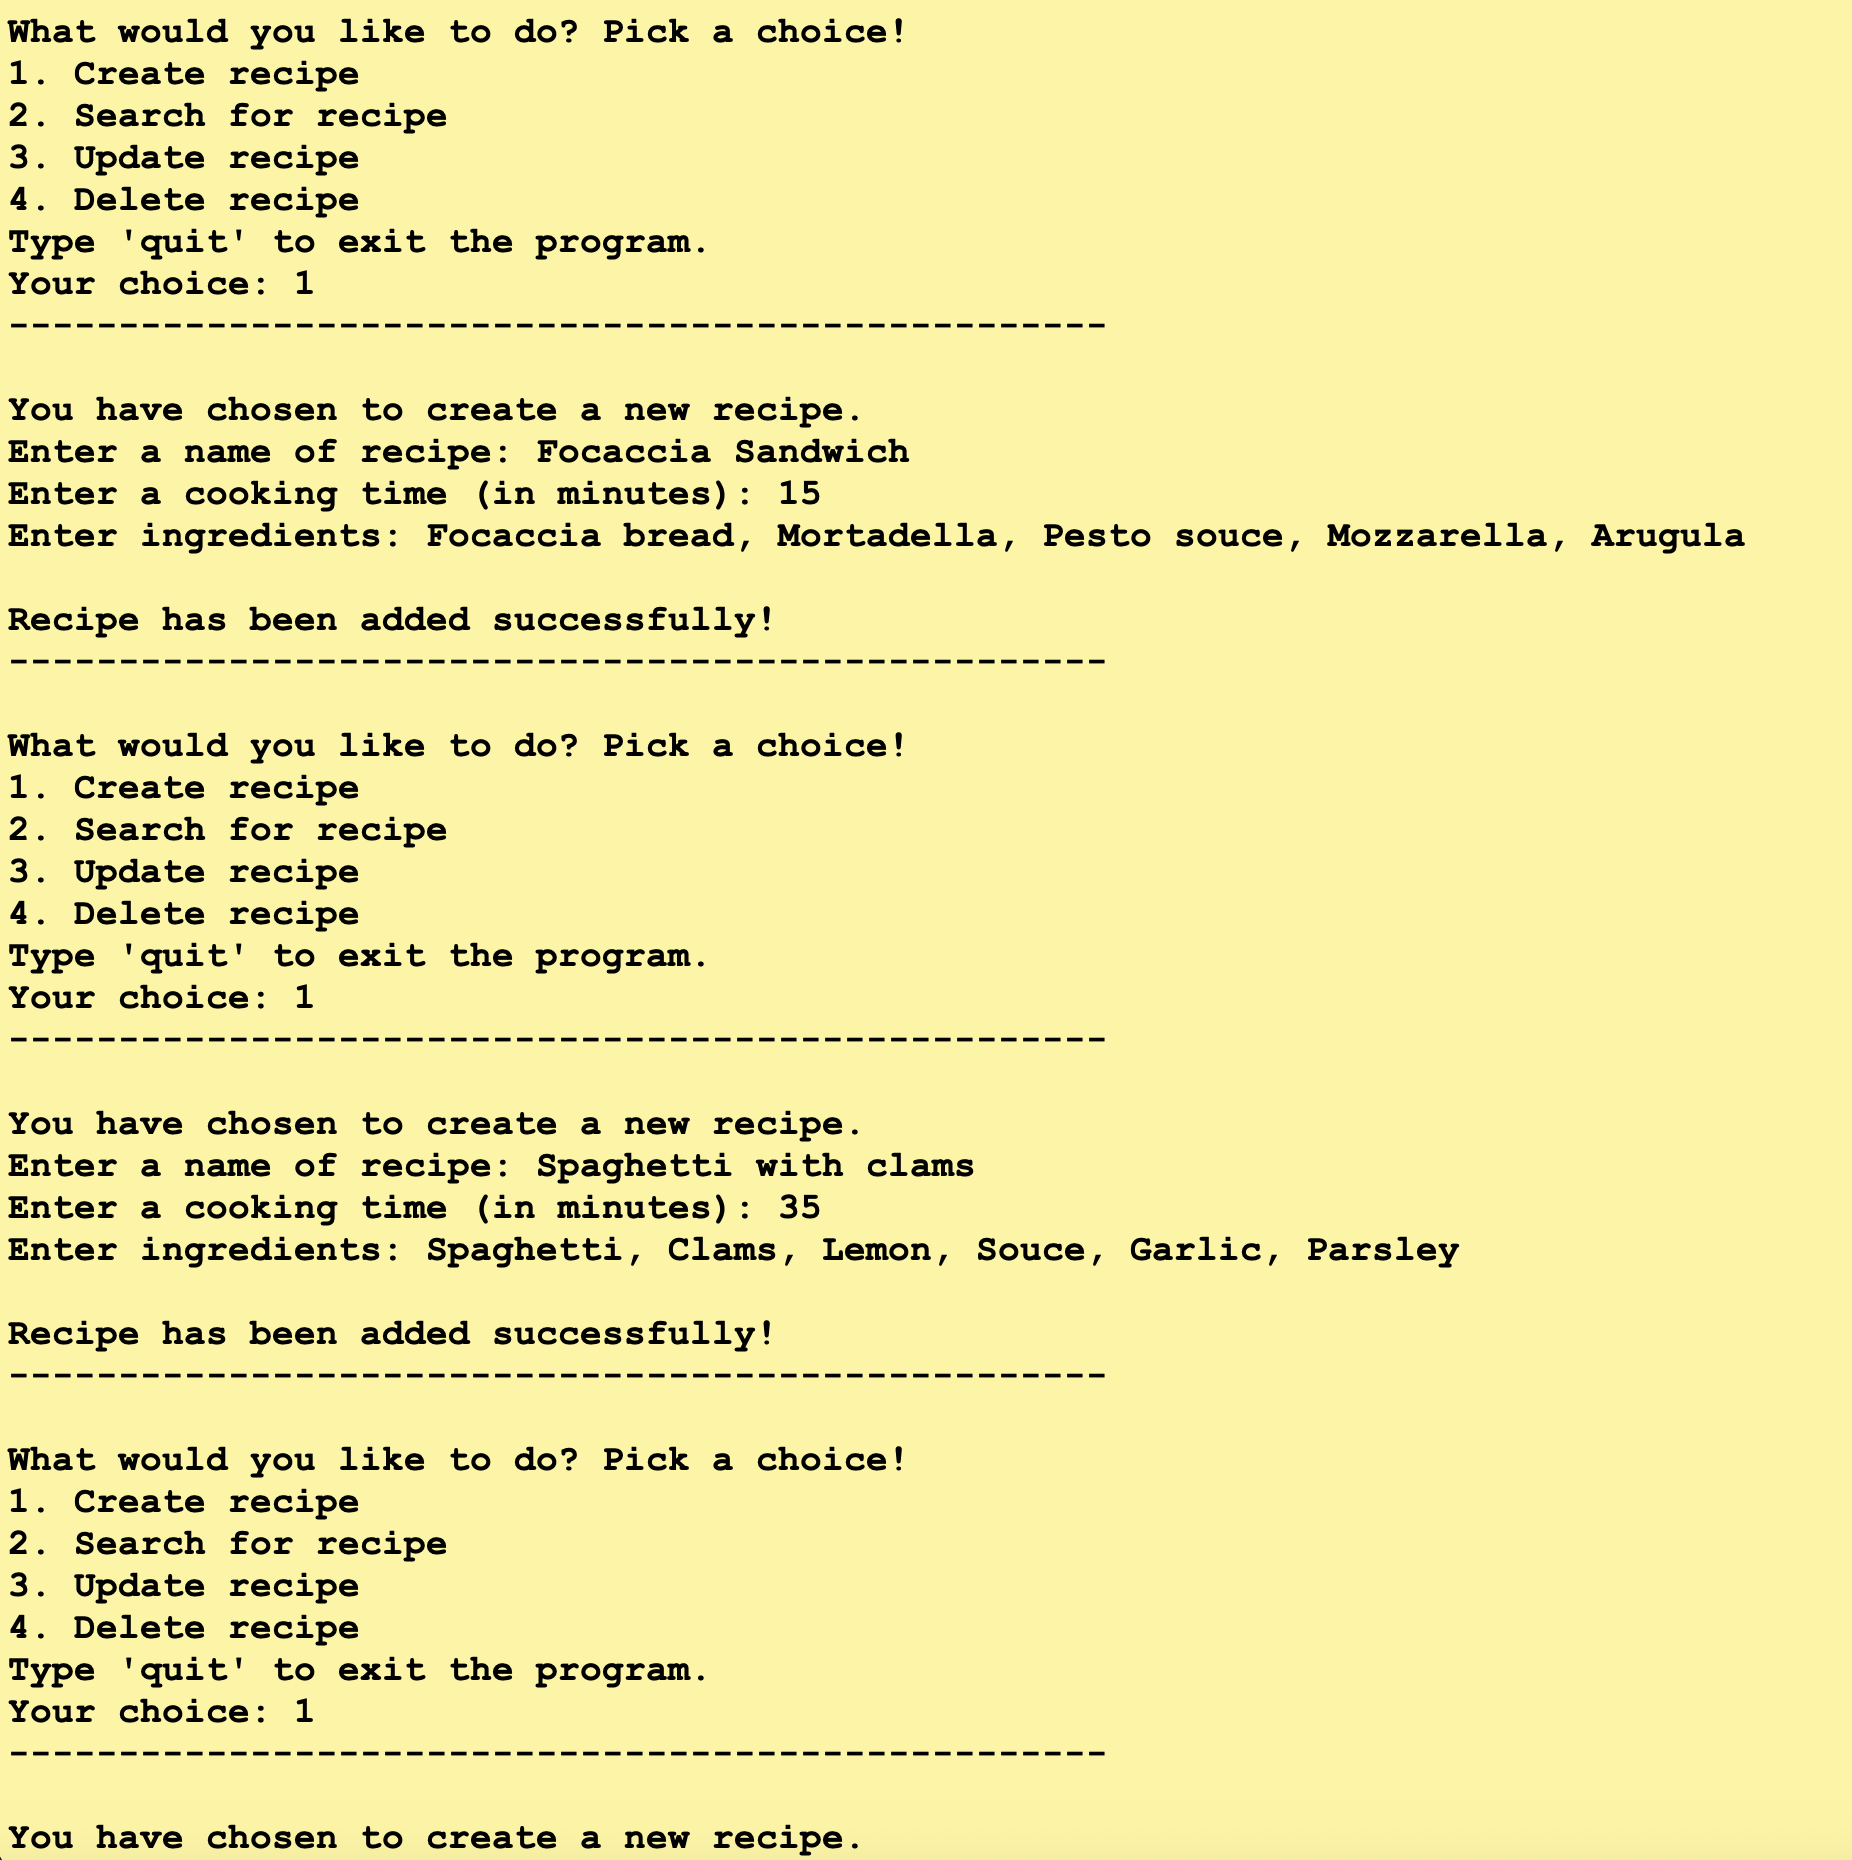 What would you like to do? Pick a choice!
1. Create recipe
2. Search for recipe
3. Update recipe
4. Delete recipe
Type 'quit' to exit the program.
Your choice: 1
--------------------------------------------------
You have chosen to create a new recipe.
Enter a name of recipe: Focaccia Sandwich
Enter a cooking time (in minutes): 15
Enter ingredients: Focaccia bread, Mortadella, Pesto souce, Mozzarella, Arugula
Recipe has been added successfully!
--------------------------------------------------
What would you like to do? Pick a choice!
1. Create recipe
2. Search for recipe
3. Update recipe
4. Delete recipe
Type 'quit' to exit the program.
Your choice: 1
--------------------------------------------------
You have chosen to create a new recipe.
Enter a name of recipe: Spaghetti with clams
Enter a cooking time (in minutes): 35
Enter ingredients: Spaghetti, Clams, Lemon, Souce, Garlic, Parsley
Recipe has been added successfully!
--------------------------------------------------
What would you like to do? Pick a choice!
1. Create recipe
2. Search for recipe
3. Update recipe
4. Delete recipe
Type 'quit' to exit the program.
Your choice: 1
--------------------------------------------------
You have chosen to create a new recipe.